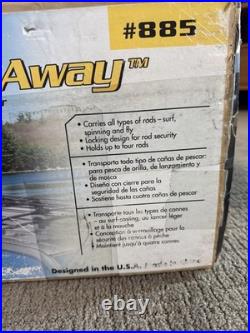 #885
Away™
• Carries all types of rods - surf,
spinning and fly
• Locking design for rod security
• Holds up to four rods
• Transporta todo tipo de cañas de pescar:
para pesca de orilla, de lanzamiento y
de mosca
• Diseño con cierre para la
seguridad de las cañas
• Sostiene hasta cuatro cañas de pescar
• Transporte tous les types de cannes
- au surf-casting, au lancer léger
et à la mouche
• Conception à verrouillage pour la
sécurité des cannes à pêche
• Maintient jusqu'à quatre cannes
Designed in the U.S.A.